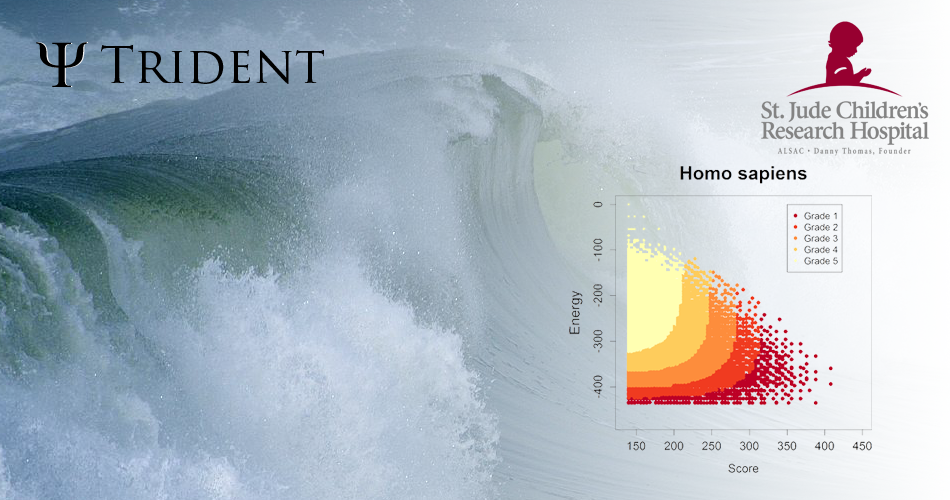 Ψ TRIDENT
St. Jude Children's
Research Hospital
ALSAC • Danny Thomas, Founder
Homo sapiens
Grade 1
Grade 2
Grade 3
Grade 4
Grade 5
Energy
0
-100
-200
-300
-400
150 200 250 300 350 400 450
Score